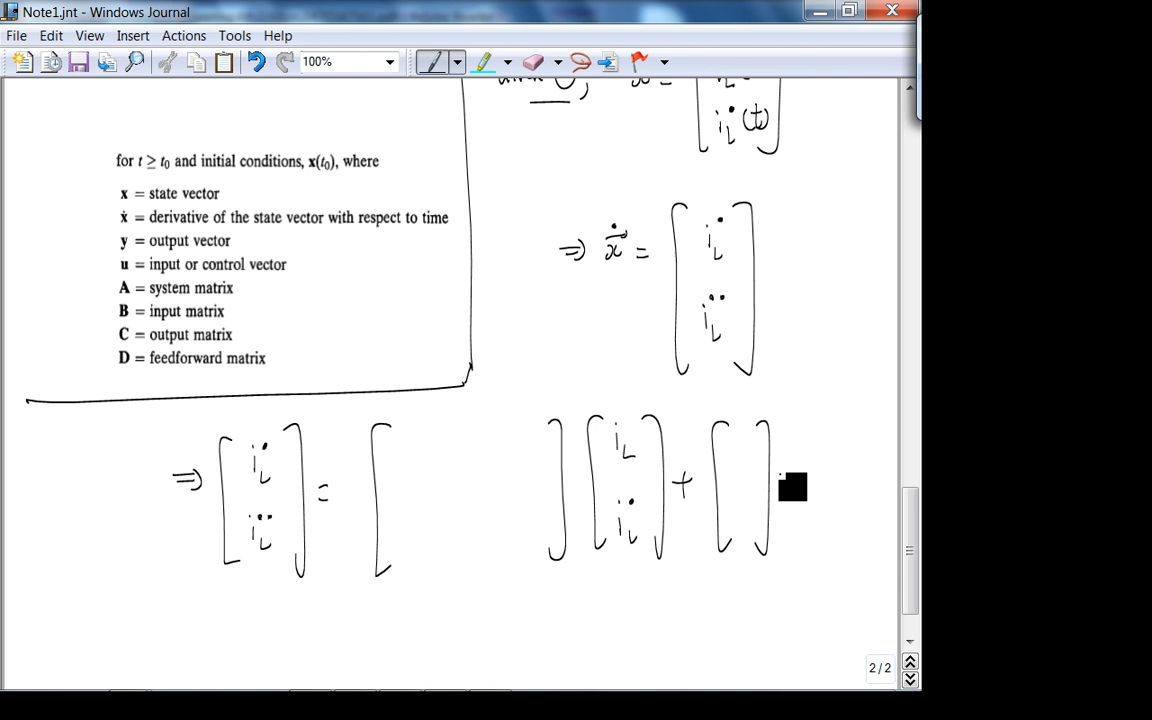 Note1.jnt - Windows Journal
File Edit View Insert Actions Tools Help
100%
x =
i̇L(t)
for t ≥ t0 and initial conditions, x(t0), where
x = state vector
ẋ = derivative of the state vector with respect to time
y = output vector
u = input or control vector
A = system matrix
B = input matrix
C = output matrix
D = feedforward matrix
⇒ ẋ = [ i̇L
ïL ]
⇒ [ i̇L
ïL ] = [ ] [ iL
i̇L ] + [ ]
2 / 2